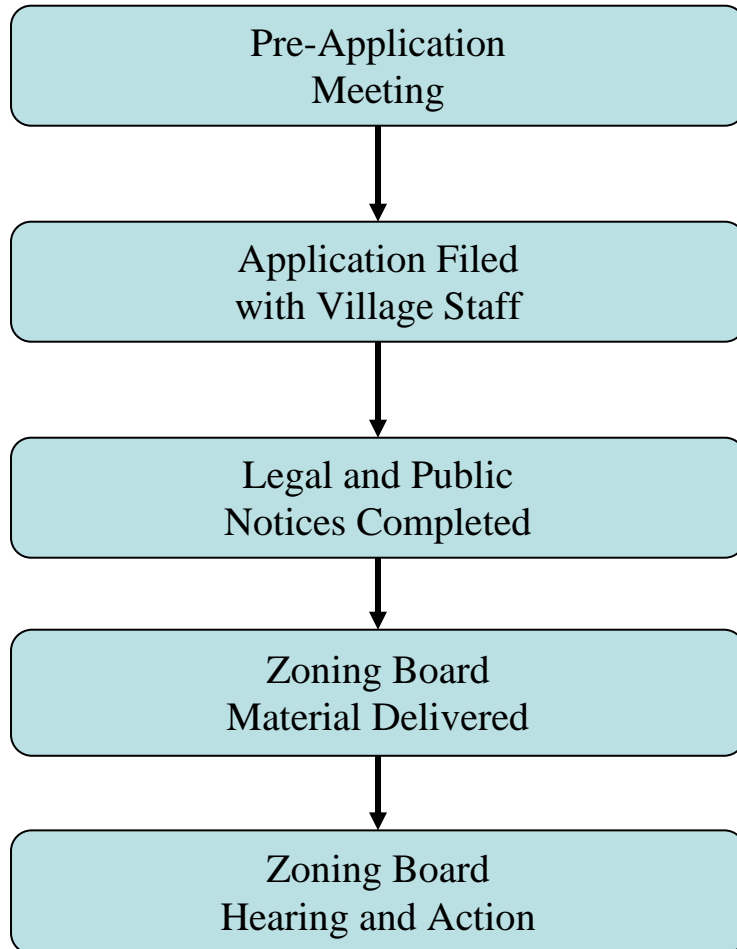 Pre-Application
Meeting
Application Filed
with Village Staff
Legal and Public
Notices Completed
Zoning Board
Material Delivered
Zoning Board
Hearing and Action